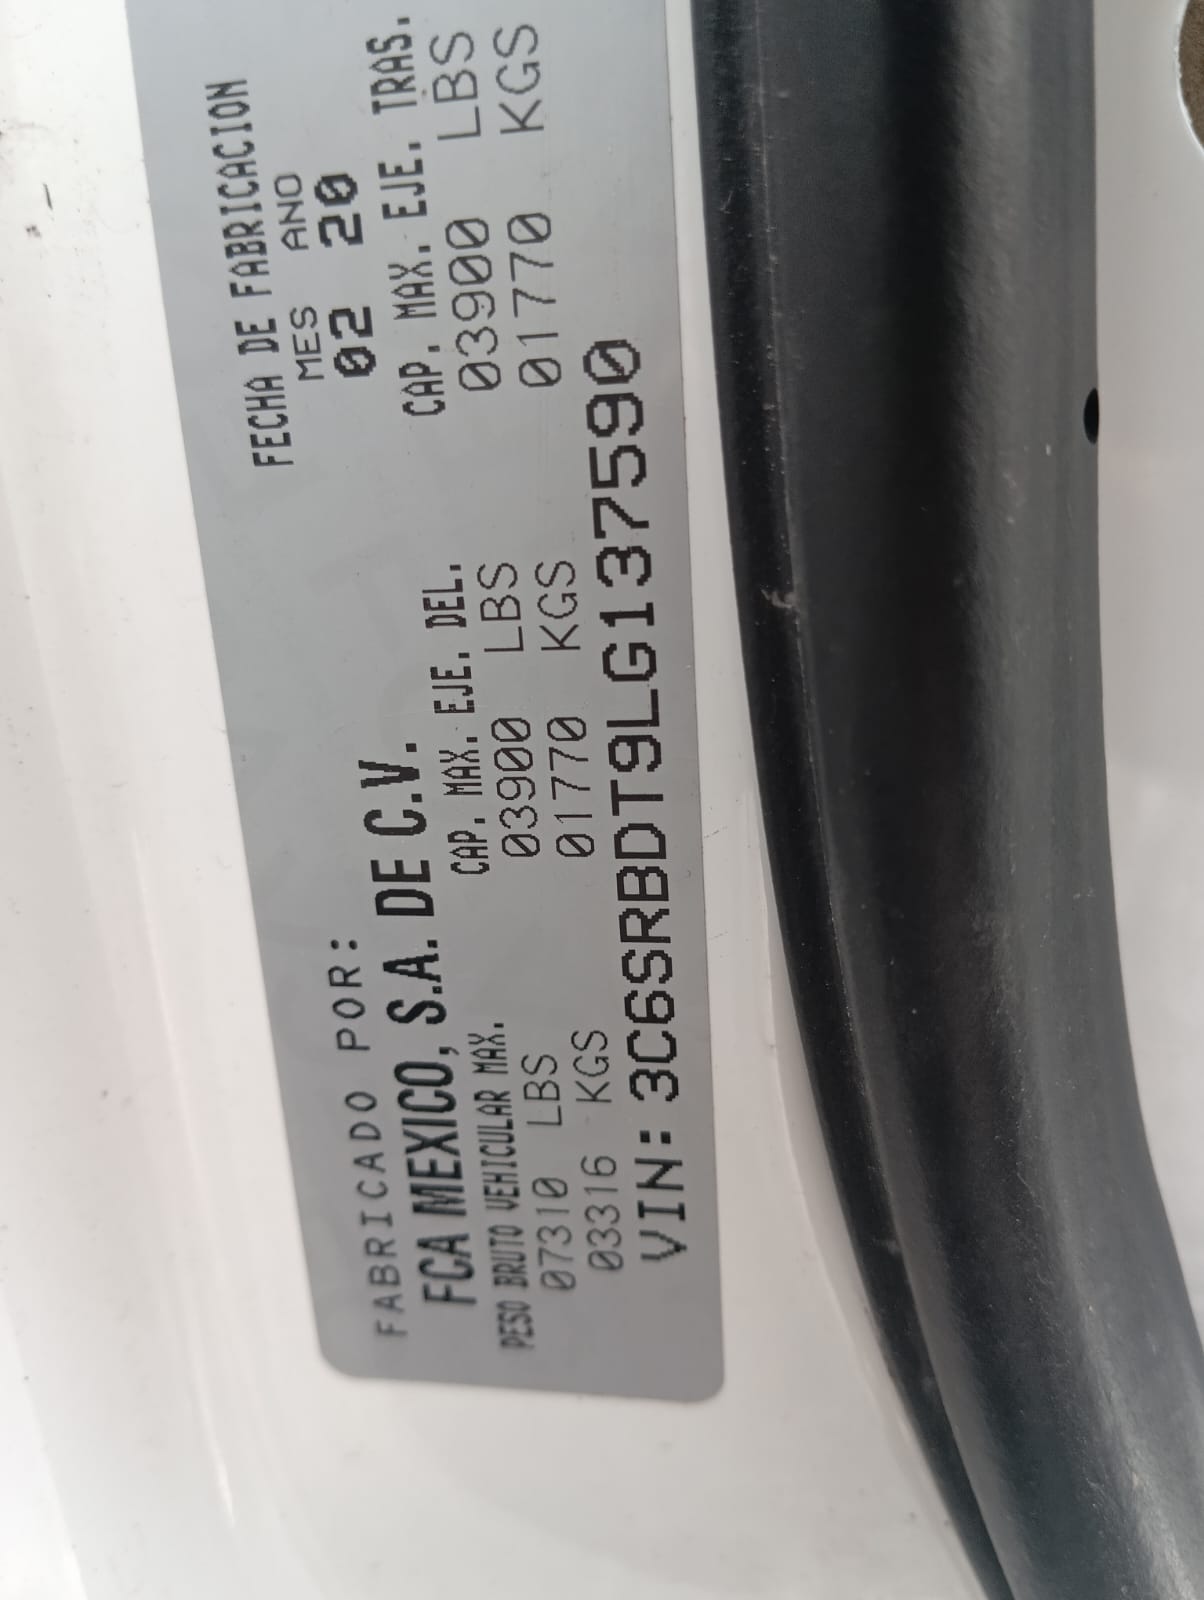 FABRICADO POR:
FECHA DE FABRICACION
MES ANO
FCA MEXICO, S.A. DE C.V.
02 20
PESO BRUTO VEHICULAR MAX. CAP. MAX. EJE. DEL. CAP. MAX. EJE. TRAS.
07310 LBS 03900 LBS 03900 LBS
03316 KGS 01770 KGS 01770 KGS
VIN: 3C6SRBDT9LG137590